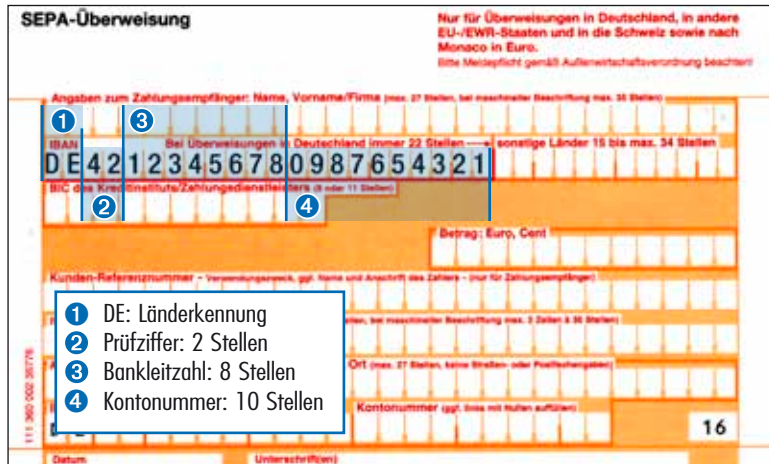 SEPA-Überweisung
Nur für Überweisungen in Deutschland, in andere
EU-/EWR-Staaten und in die Schweiz sowie nach
Monaco in Euro.
Bitte Meldepflicht gemäß Außenwirtschaftsverordnung beachten!
Angaben zum Zahlungsempfänger: Name, Vorname/Firma (max. 27 Stellen, bei maschineller Beschriftung max. 35 Stellen)
1 3
IBAN Bei Überweisungen in Deutschland immer 22 Stellen sonstige Länder 15 bis max. 34 Stellen
DE42123456780987654321
BIC des Kreditinstituts/Zahlungsdienstleisters (8 oder 11 Stellen)
2 4
Betrag: Euro, Cent
Kunden-Referenznummer - Verwendungszweck, ggf. Name und Anschrift des Zahlers - (nur für Zahlungsempfänger)
1 DE: Länderkennung
2 Prüfziffer: 2 Stellen
3 Bankleitzahl: 8 Stellen
4 Kontonummer: 10 Stellen
bei maschineller Beschriftung max. 2 Zeilen à 35 Stellen)
Ort (max. 27 Stellen, keine Straßen- oder Postfachangaben)
Kontonummer (ggf. links mit Nullen auffüllen)
16
Datum Unterschrift(en)